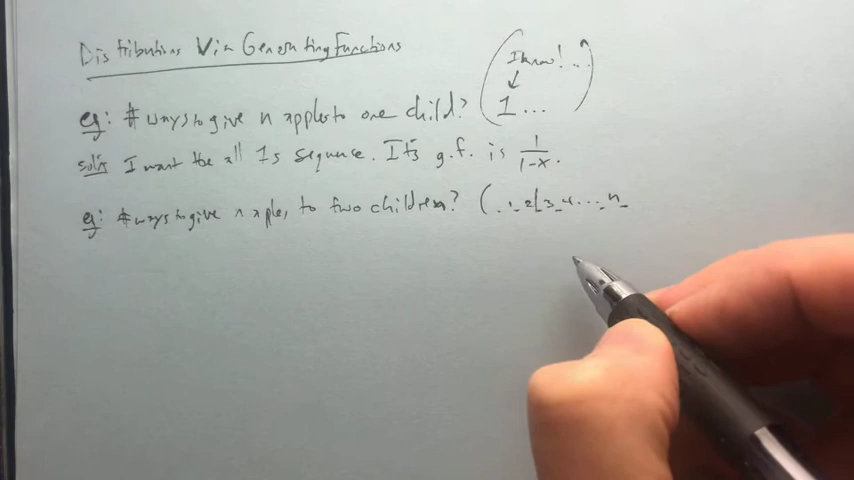 Distributions Via Generating Functions
eg: # ways to give n apples to one child? (I know! ...
↓
1 ... )
soln I want the all 1s sequence. It's g.f. is 1/(1-x).
eg: # ways to give n apples to two children? (. 1 _ 2 | 3 _ 4 ... _ n _